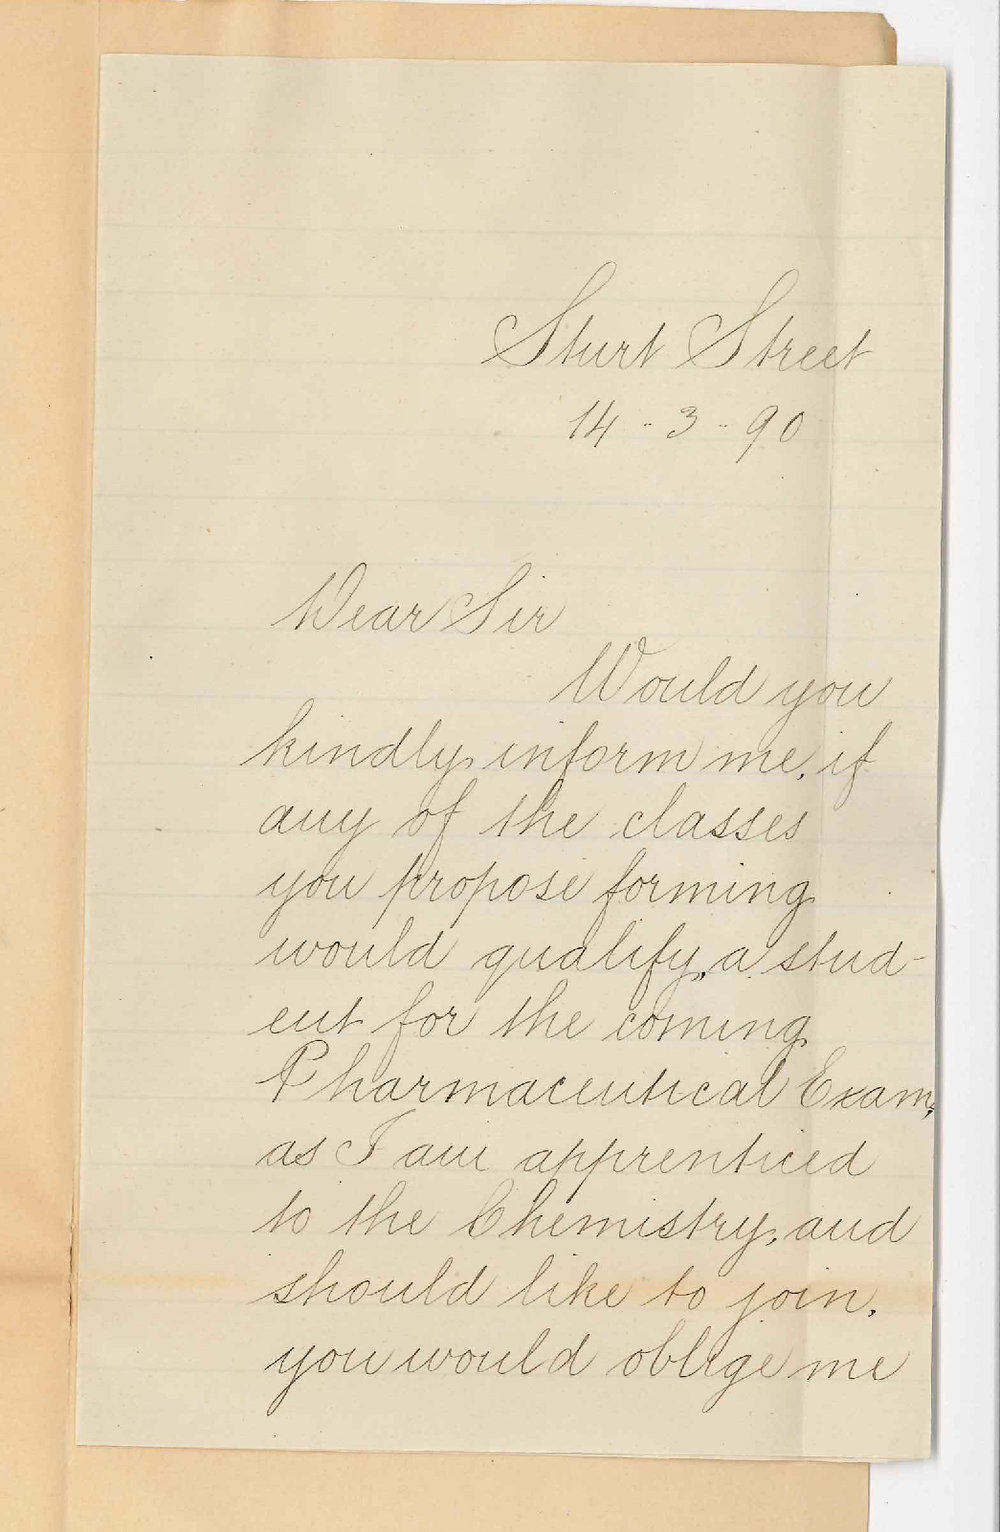 Sturt Street
14-3-90
Dear Sir
Would you
kindly, inform me, if
any of the classes
you propose forming
would qualify, a stud-
ent for the coming
Pharmaceutical Exam,
as I am apprenticed
to the Chemistry, and
should like to join,
you would oblige me